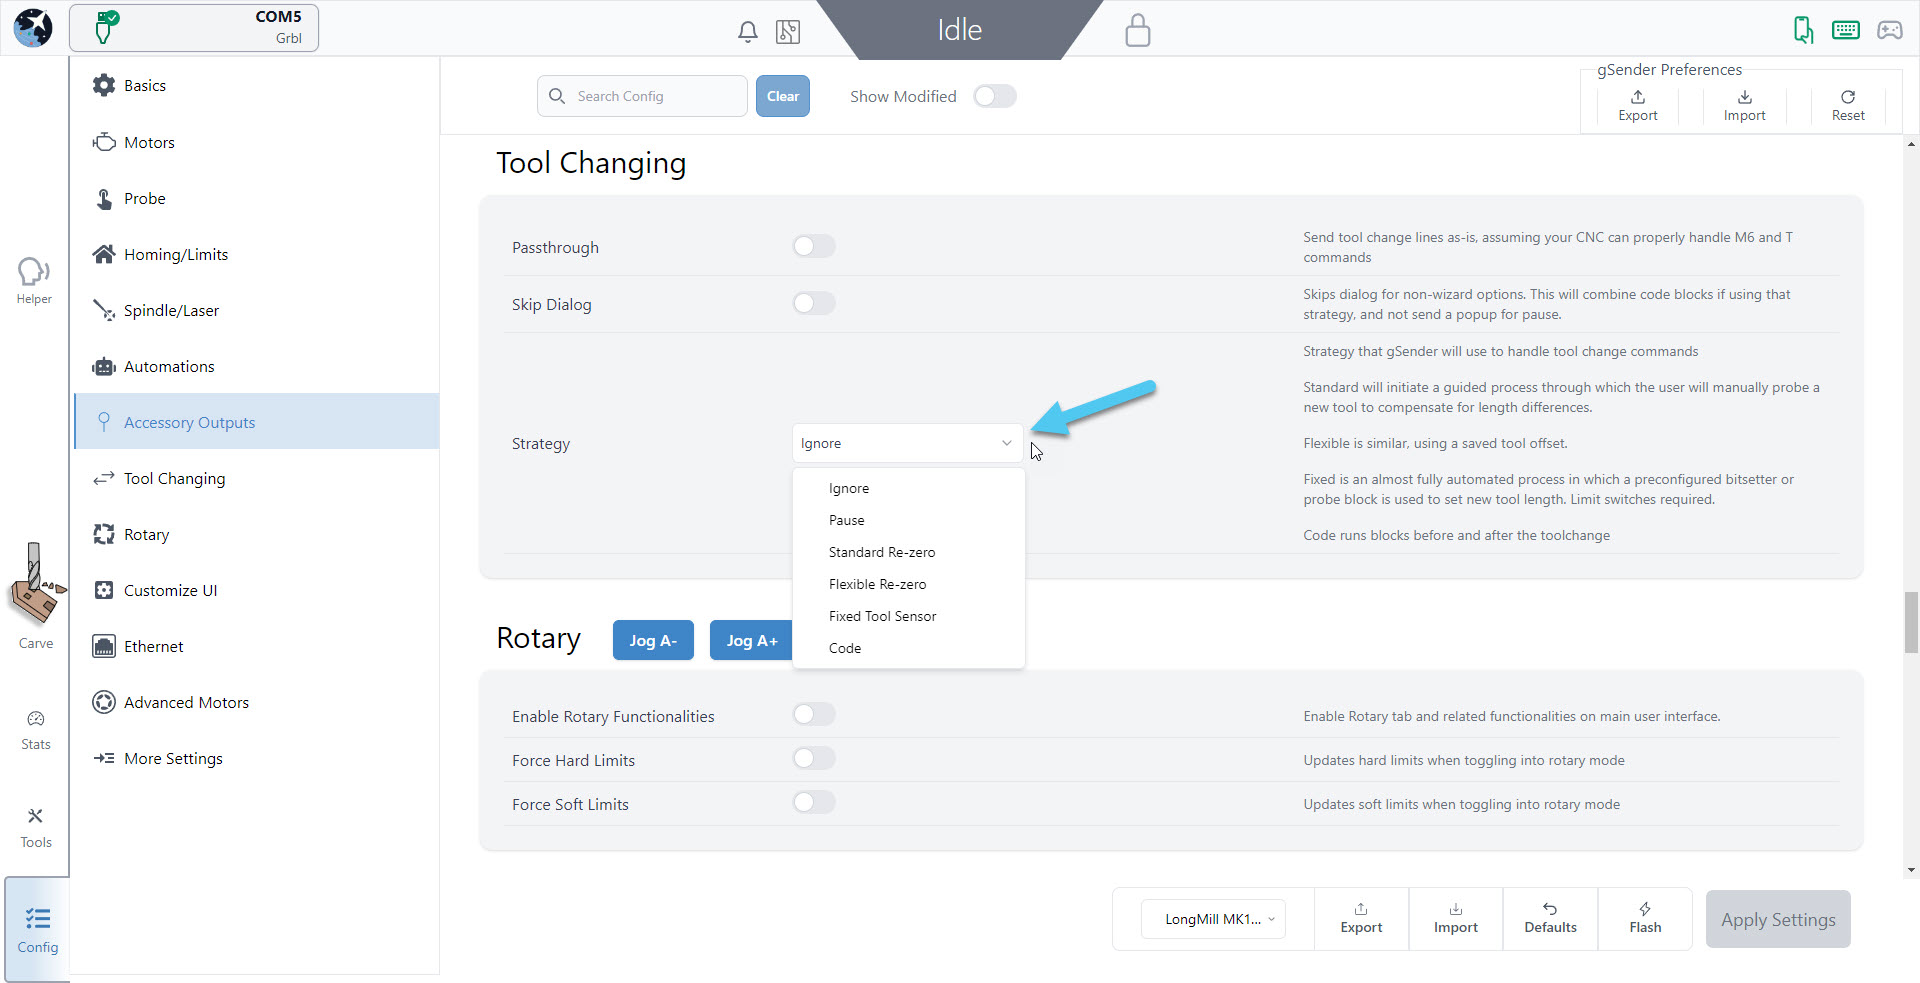 COM5
Grbl
Idle
Helper
Carve
Stats
Tools
Config
Basics
Motors
Probe
Homing/Limits
Spindle/Laser
Automations
Accessory Outputs
Tool Changing
Rotary
Customize UI
Ethernet
Advanced Motors
More Settings
Search Config
Clear
Show Modified
gSender Preferences
Export
Import
Reset
Tool Changing
Passthrough
Send tool change lines as-is, assuming your CNC can properly handle M6 and T
commands
Skip Dialog
Skips dialog for non-wizard options. This will combine code blocks if using that
strategy, and not send a popup for pause.
Strategy
Ignore
Ignore
Pause
Standard Re-zero
Flexible Re-zero
Fixed Tool Sensor
Code
Strategy that gSender will use to handle tool change commands
Standard will initiate a guided process through which the user will manually probe a
new tool to compensate for length differences.
Flexible is similar, using a saved tool offset.
Fixed is an almost fully automated process in which a preconfigured bitsetter or
probe block is used to set new tool length. Limit switches required.
Code runs blocks before and after the toolchange
Rotary
Jog A-
Jog A+
Enable Rotary Functionalities
Enable Rotary tab and related functionalities on main user interface.
Force Hard Limits
Updates hard limits when toggling into rotary mode
Force Soft Limits
Updates soft limits when toggling into rotary mode
LongMill MK1...
Export
Import
Defaults
Flash
Apply Settings